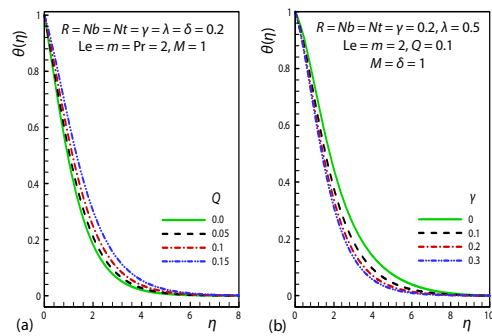 R = Nb = Nt = γ = λ = δ = 0.2
Le = m = Pr = 2, M = 1
θ(η)
1
0.8
0.6
0.4
0.2
0
Q
0.0
0.05
0.1
0.15
0 2 4 6 8
(a)
η
R = Nb = Nt = γ = 0.2, λ = 0.5
Le = m = 2, Q = 0.1
M = δ = 1
θ(η)
1
0.8
0.6
0.4
0.2
0
γ
0
0.1
0.2
0.3
0 2 4 6 8 10
(b)
η